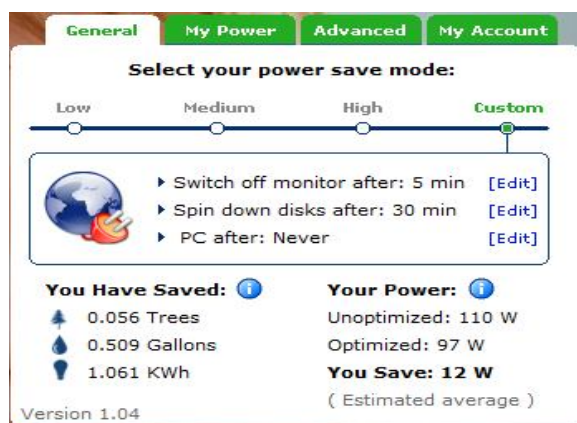 General My Power Advanced My Account
Select your power save mode:
Low Medium High Custom
Switch off monitor after: 5 min [Edit]
Spin down disks after: 30 min [Edit]
PC after: Never [Edit]
You Have Saved:
0.056 Trees
0.509 Gallons
1.061 KWh
Your Power:
Unoptimized: 110 W
Optimized: 97 W
You Save: 12 W
( Estimated average )
Version 1.04